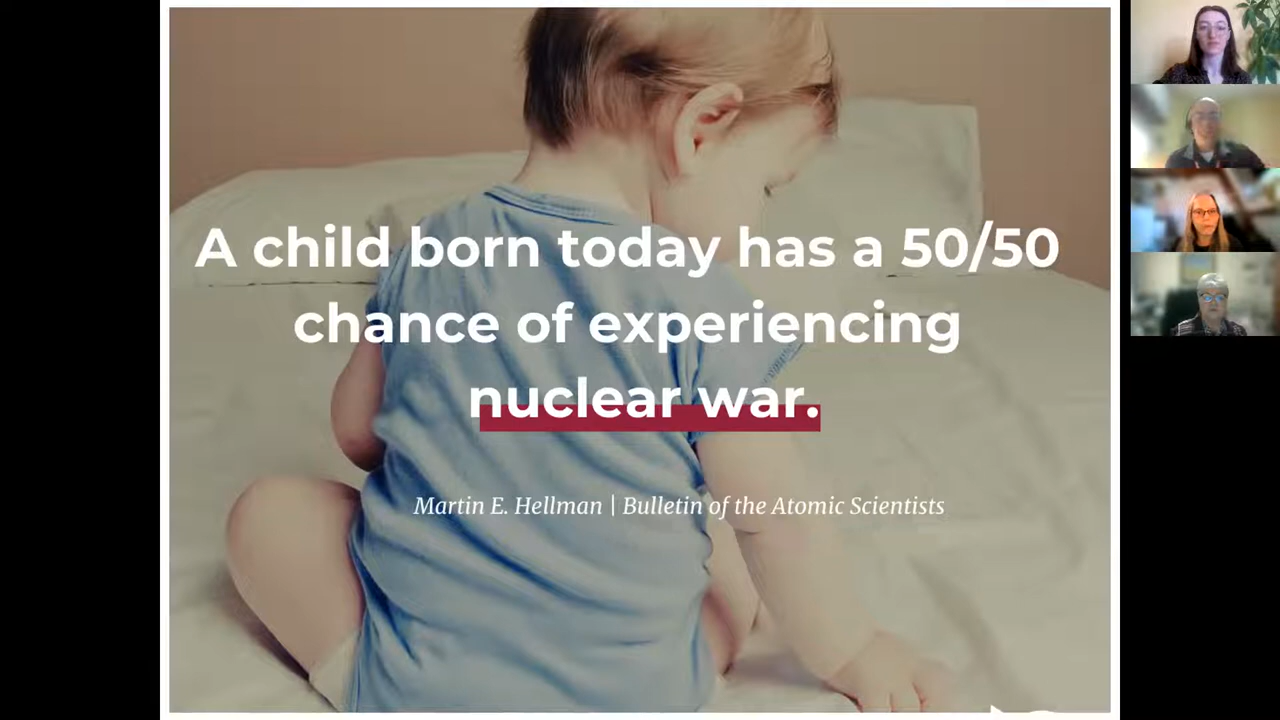 A child born today has a 50/50
chance of experiencing
nuclear war.
Martin E. Hellman | Bulletin of the Atomic Scientists